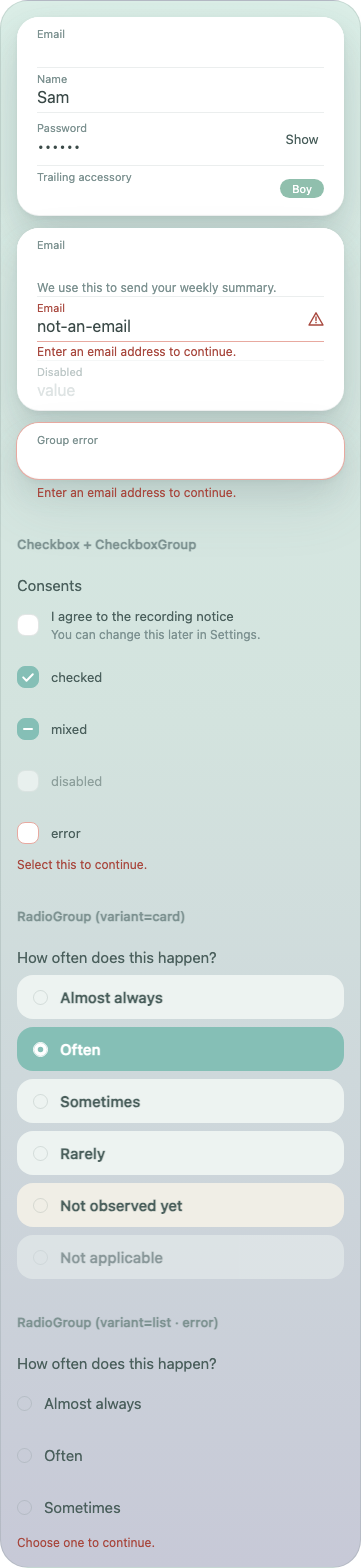 Email
Name
Sam
Password
••••••
Show
Trailing accessory
Boy
Email
We use this to send your weekly summary.
Email
not-an-email
Enter an email address to continue.
Disabled
value
Group error
Enter an email address to continue.
Checkbox + CheckboxGroup
Consents
I agree to the recording notice
You can change this later in Settings.
checked
mixed
disabled
error
Select this to continue.
RadioGroup (variant=card)
How often does this happen?
Almost always
Often
Sometimes
Rarely
Not observed yet
Not applicable
RadioGroup (variant=list · error)
How often does this happen?
Almost always
Often
Sometimes
Choose one to continue.